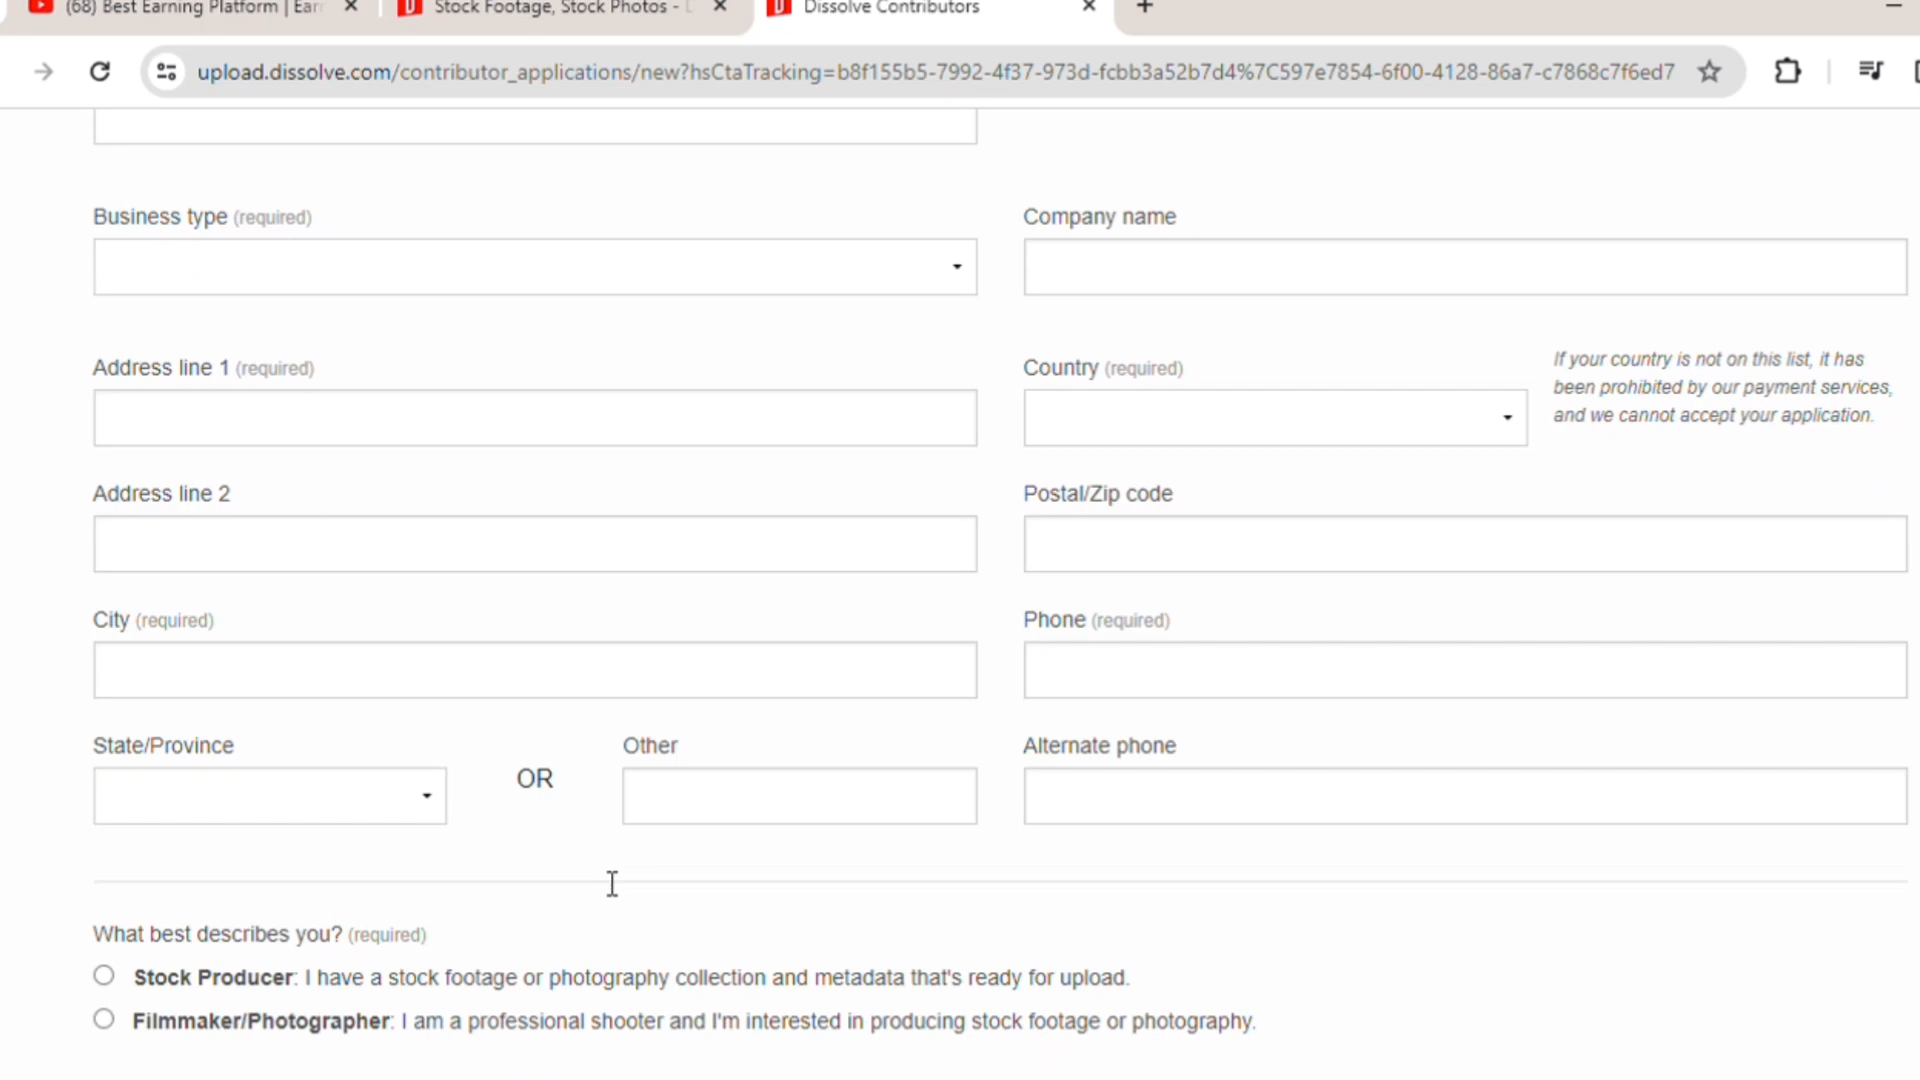 (68) Best Earning Platform | Ear
Stock Footage, Stock Photos -
Dissolve Contributors
upload.dissolve.com/contributor_applications/new?hsCtaTracking=b8f155b5-7992-4f37-973d-fcbb3a52b7d4%7C597e7854-6f00-4128-86a7-c7868c7f6ed7
Business type (required)
Company name
Address line 1 (required)
Country (required)
If your country is not on this list, it has
been prohibited by our payment services,
and we cannot accept your application.
Address line 2
Postal/Zip code
City (required)
Phone (required)
State/Province
OR
Other
Alternate phone
What best describes you? (required)
Stock Producer: I have a stock footage or photography collection and metadata that's ready for upload.
Filmmaker/Photographer: I am a professional shooter and I'm interested in producing stock footage or photography.